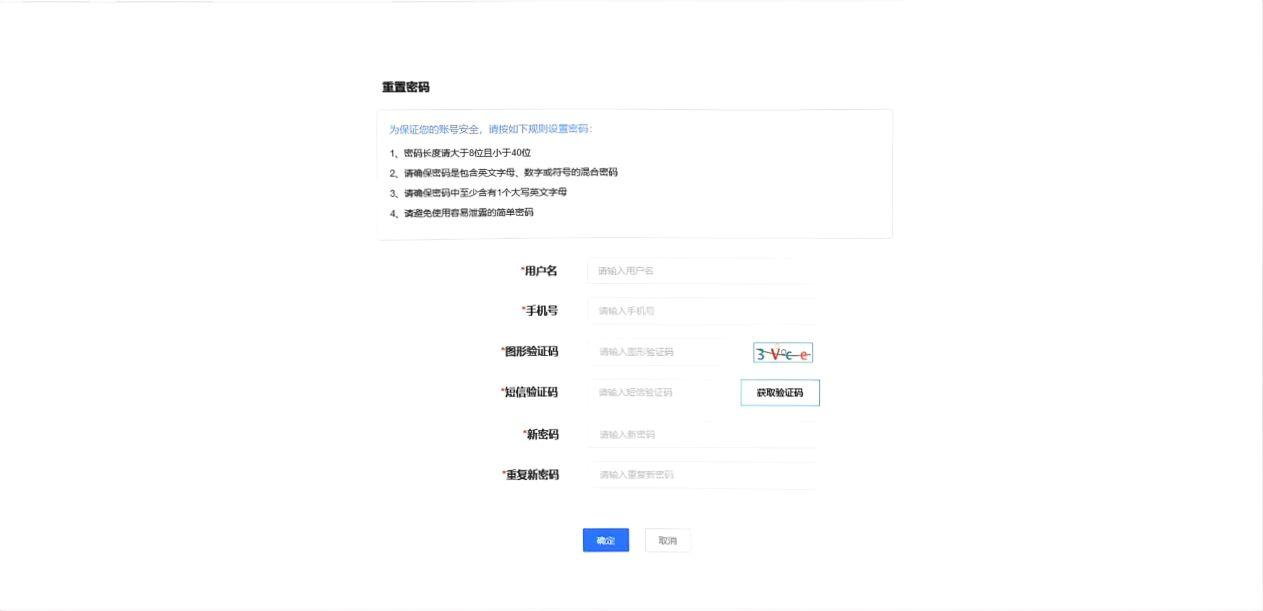 重置密码
为保证您的账号安全，请按如下规则设置密码：
1、密码长度请大于8位且小于40位
2、请确保密码是包含英文字母、数字或符号的混合密码
3、请确保密码中至少含有1个大写英文字母
4、请避免使用容易泄露的简单密码
*用户名 请输入用户名
*手机号 请输入手机号
*图形验证码 请输入图形验证码
*短信验证码 请输入短信验证码 获取验证码
*新密码 请输入新密码
*重复新密码 请输入重复新密码
确定 取消